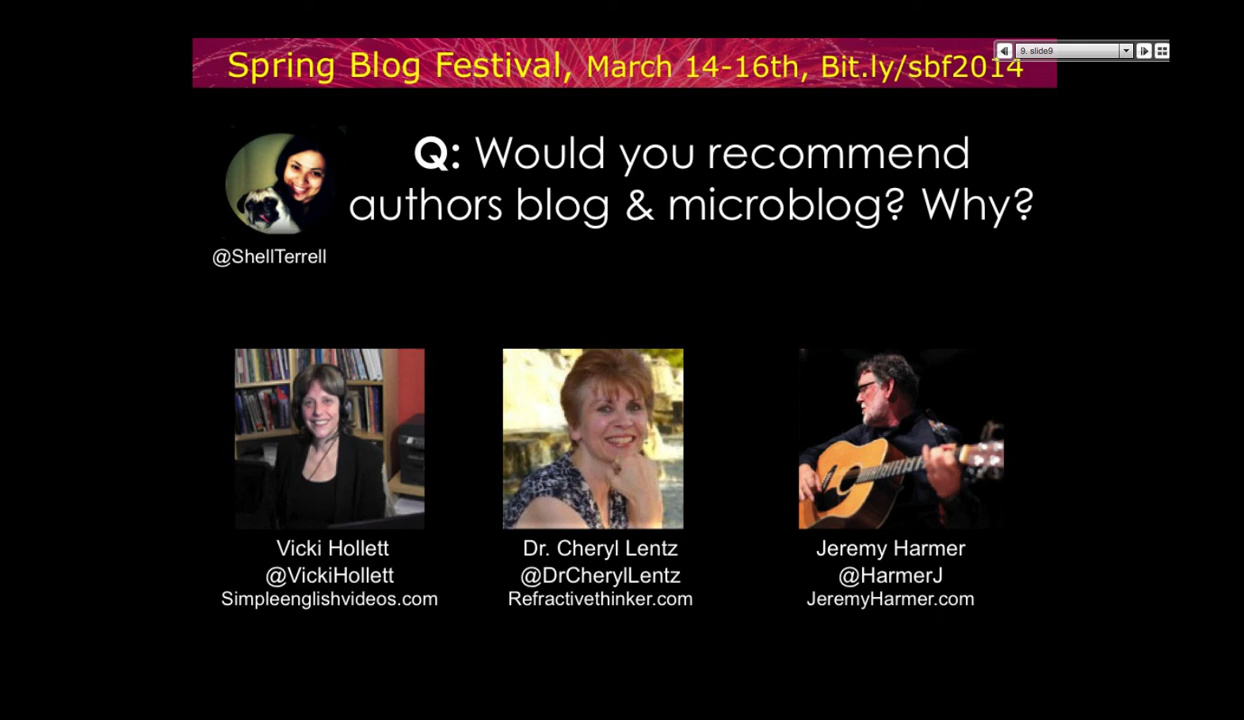 Spring Blog Festival, March 14-16th, Bit.ly/sbf2014
9. slide9
Q: Would you recommend
authors blog & microblog? Why?
@ShellTerrell
Vicki Hollett
@VickiHollett
Simpleenglishvideos.com
Dr. Cheryl Lentz
@DrCherylLentz
Refractivethinker.com
Jeremy Harmer
@HarmerJ
JeremyHarmer.com